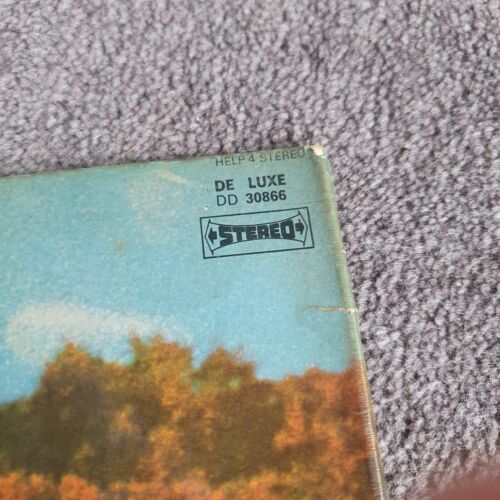 HELP 4 STEREO
DE LUXE
DD 30866
STEREO